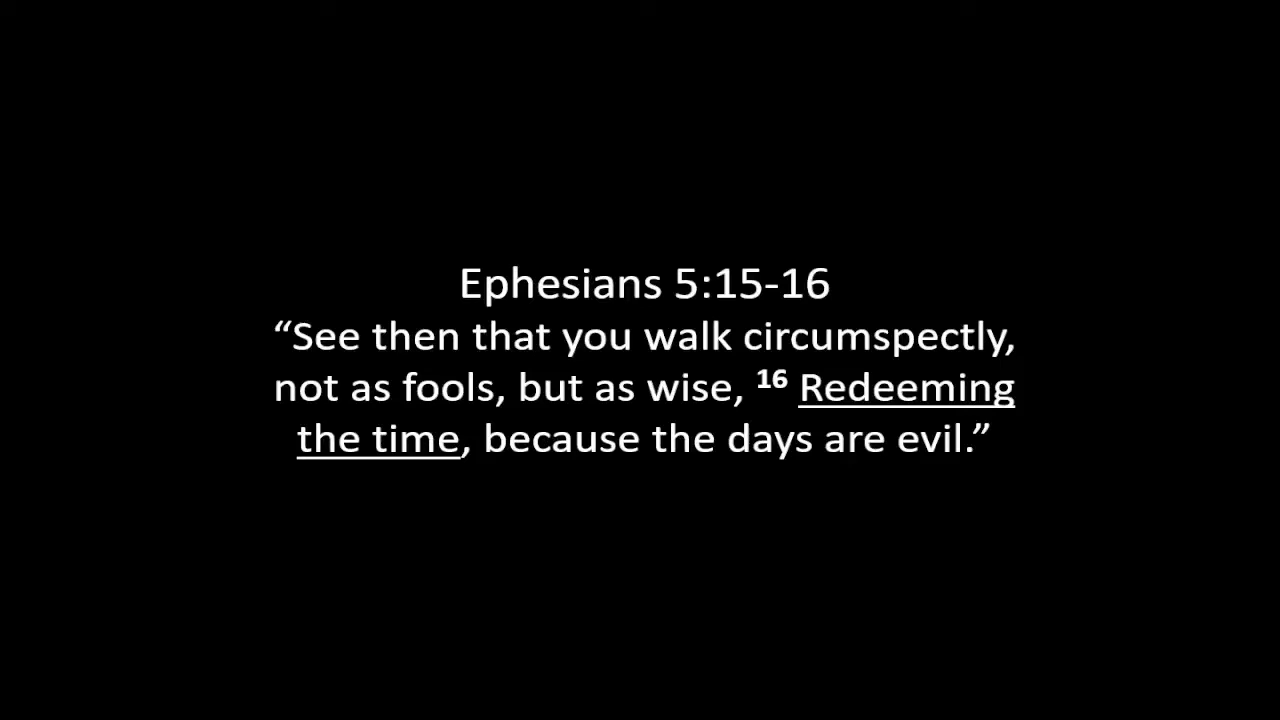 Ephesians 5:15-16
“See then that you walk circumspectly,
not as fools, but as wise, 16 Redeeming
the time, because the days are evil.”